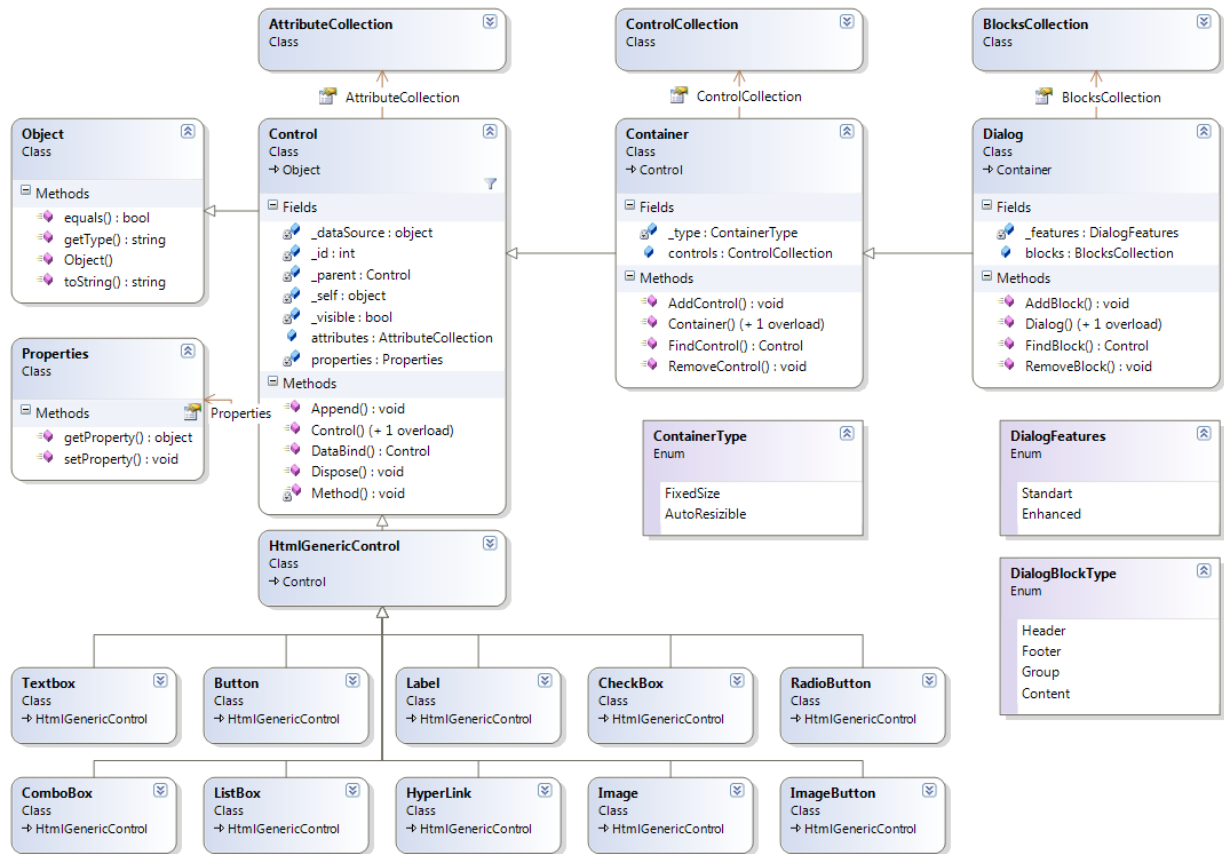 AttributeCollection
Class
ControlCollection
Class
BlocksCollection
Class
AttributeCollection
ControlCollection
BlocksCollection
Object
Class
Methods
equals() : bool
getType() : string
Object()
toString() : string
Control
Class
Object
Fields
_dataSource : object
_id : int
_parent : Control
_self : object
_visible : bool
attributes : AttributeCollection
properties : Properties
Methods
Append() : void
Control() (+ 1 overload)
DataBind() : Control
Dispose() : void
Method() : void
Container
Class
Control
Fields
_type : ContainerType
controls : ControlCollection
Methods
AddControl() : void
Container() (+ 1 overload)
FindControl() : Control
RemoveControl() : void
Dialog
Class
Container
Fields
_features : DialogFeatures
blocks : BlocksCollection
Methods
AddBlock() : void
Dialog() (+ 1 overload)
FindBlock() : Control
RemoveBlock() : void
Properties
Class
Methods
getProperty() : object
setProperty() : void
Properties
ContainerType
Enum
FixedSize
AutoResizible
DialogFeatures
Enum
Standart
Enhanced
HtmlGenericControl
Class
Control
DialogBlockType
Enum
Header
Footer
Group
Content
Textbox
Class
HtmlGenericControl
Button
Class
HtmlGenericControl
Label
Class
HtmlGenericControl
CheckBox
Class
HtmlGenericControl
RadioButton
Class
HtmlGenericControl
ComboBox
Class
HtmlGenericControl
ListBox
Class
HtmlGenericControl
HyperLink
Class
HtmlGenericControl
Image
Class
HtmlGenericControl
ImageButton
Class
HtmlGenericControl